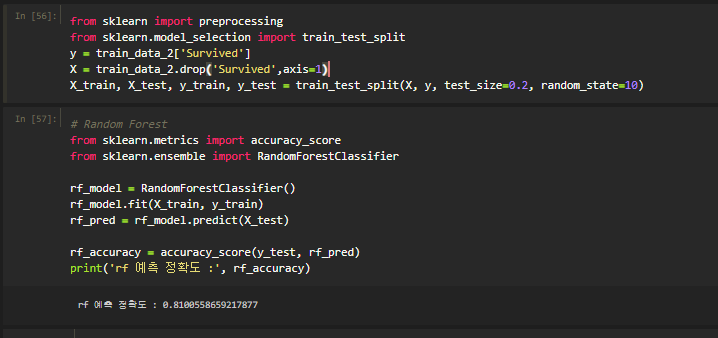 In [56]:
from sklearn import preprocessing
from sklearn.model_selection import train_test_split
y = train_data_2['Survived']
X = train_data_2.drop('Survived',axis=1)
X_train, X_test, y_train, y_test = train_test_split(X, y, test_size=0.2, random_state=10)
In [57]:
# Random Forest
from sklearn.metrics import accuracy_score
from sklearn.ensemble import RandomForestClassifier
rf_model = RandomForestClassifier()
rf_model.fit(X_train, y_train)
rf_pred = rf_model.predict(X_test)
rf_accuracy = accuracy_score(y_test, rf_pred)
print('rf 예측 정확도 :', rf_accuracy)
rf 예측 정확도 : 0.8100558659217877